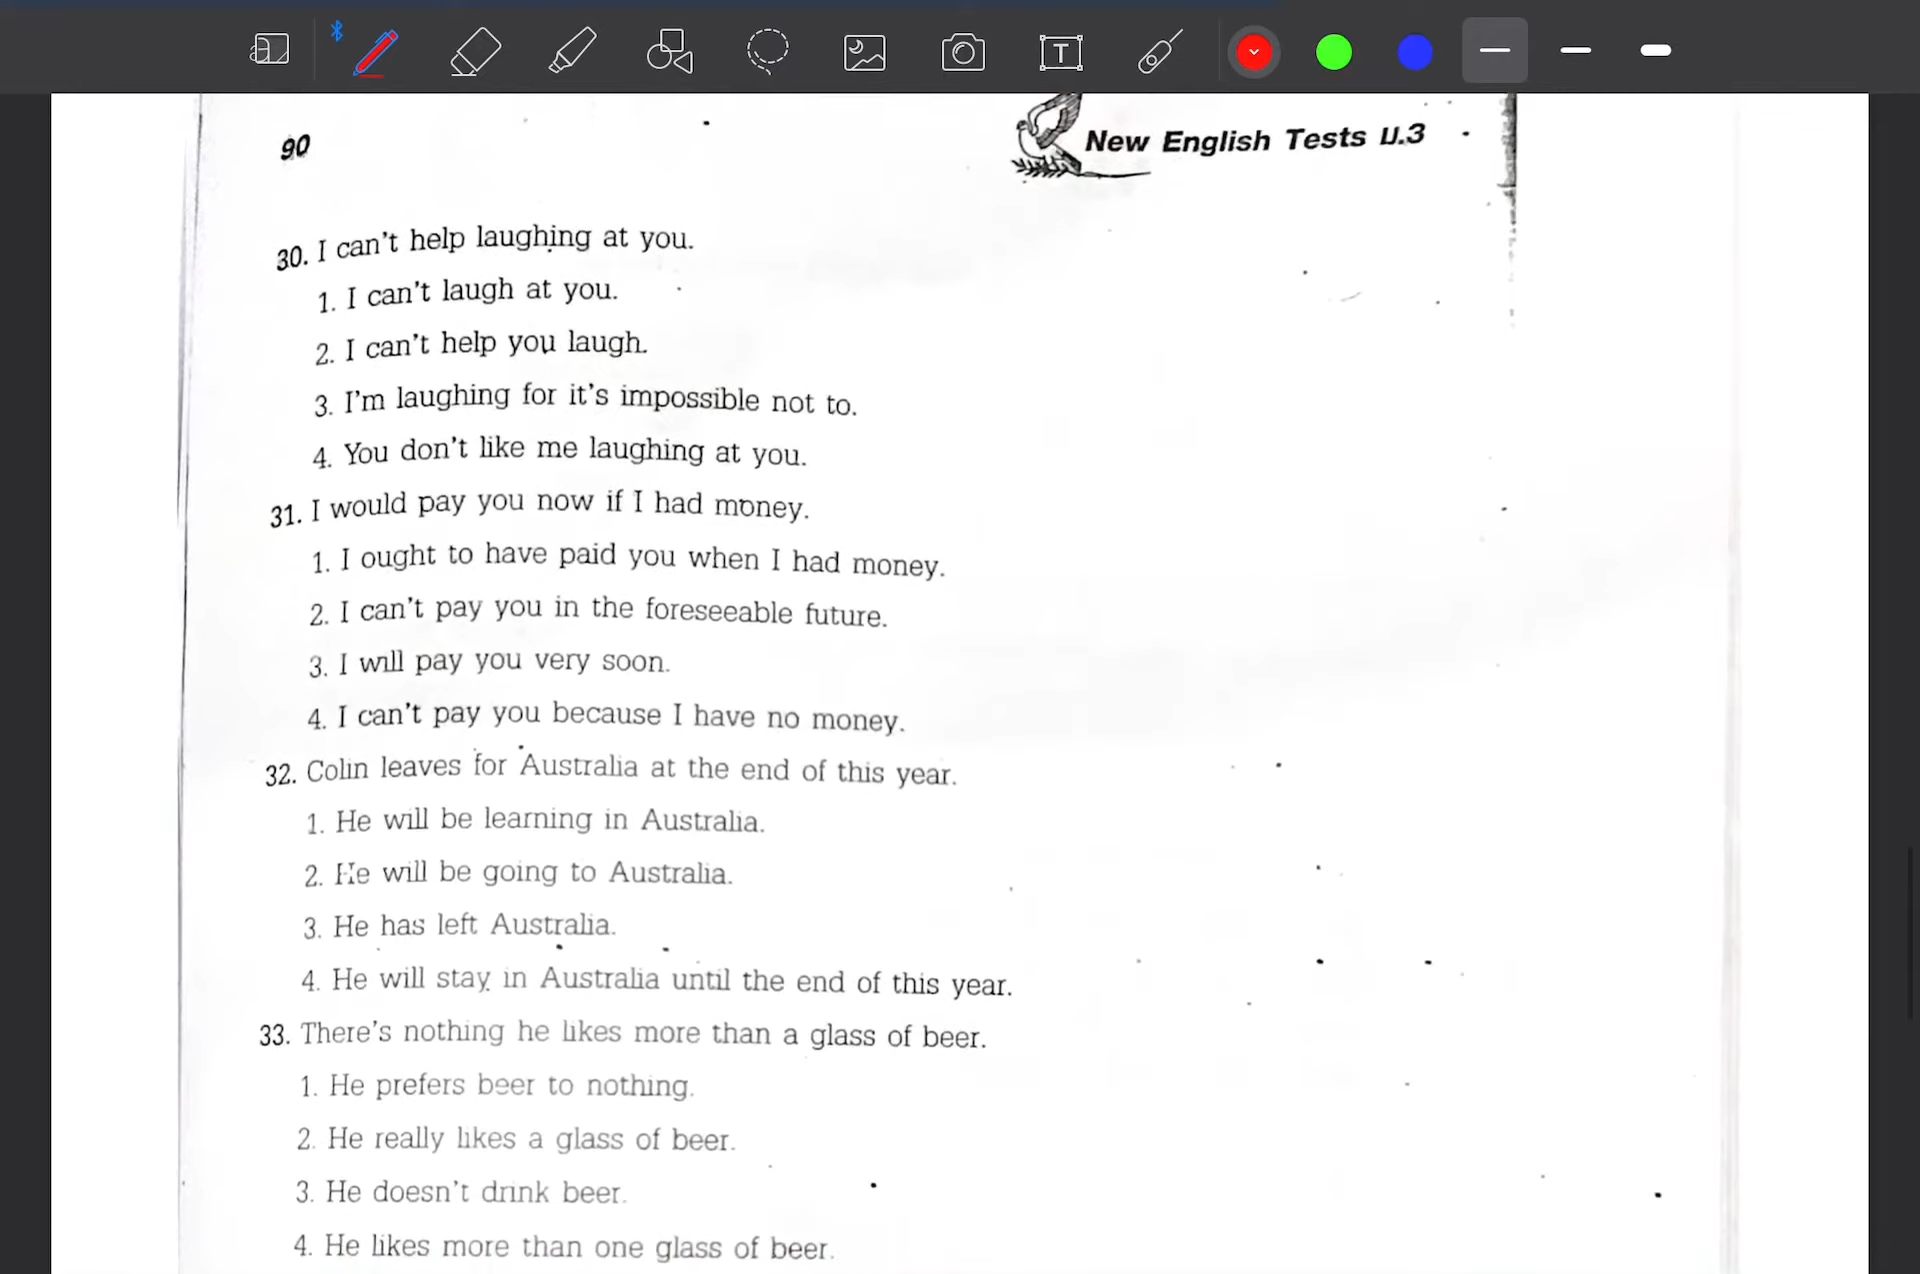 90
New English Tests ม.3
30. I can't help laughing at you.
1. I can't laugh at you.
2. I can't help you laugh.
3. I'm laughing for it's impossible not to.
4. You don't like me laughing at you.
31. I would pay you now if I had money.
1. I ought to have paid you when I had money.
2. I can't pay you in the foreseeable future.
3. I will pay you very soon.
4. I can't pay you because I have no money.
32. Colin leaves for Australia at the end of this year.
1. He will be learning in Australia.
2. He will be going to Australia.
3. He has left Australia.
4. He will stay in Australia until the end of this year.
33. There's nothing he likes more than a glass of beer.
1. He prefers beer to nothing.
2. He really likes a glass of beer.
3. He doesn't drink beer.
4. He likes more than one glass of beer.